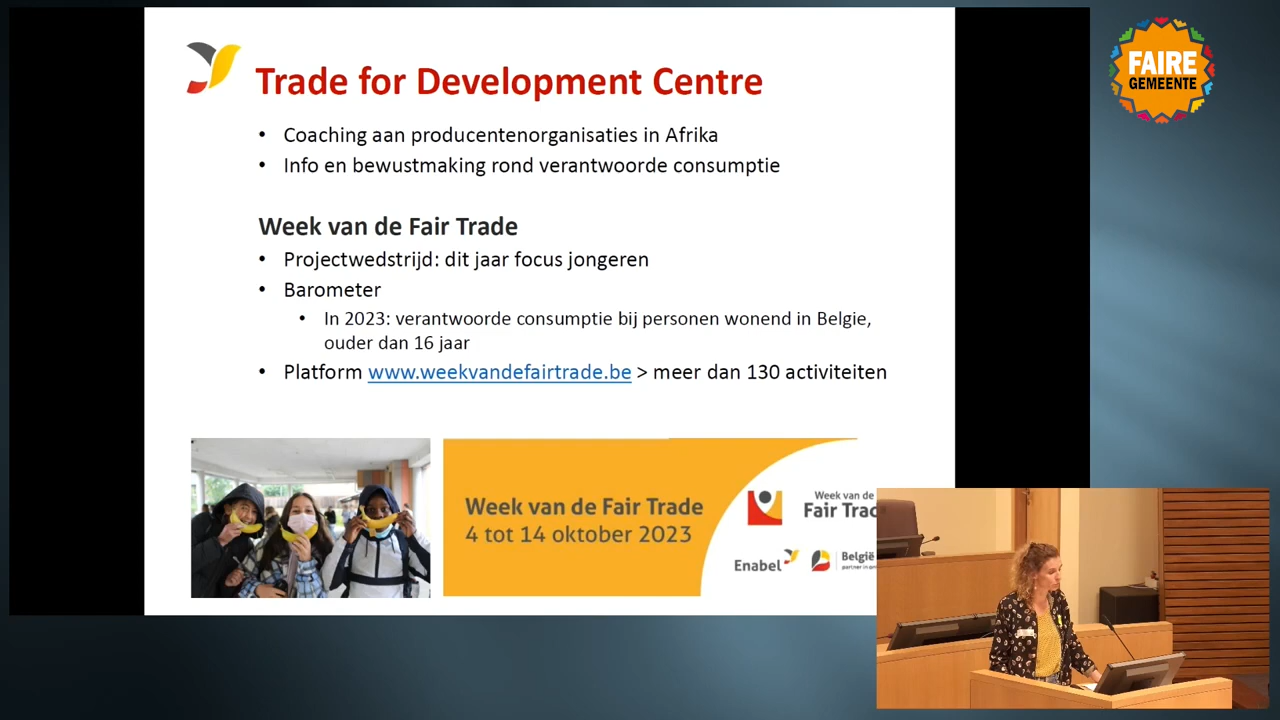 Trade for Development Centre
• Coaching aan producentenorganisaties in Afrika
• Info en bewustmaking rond verantwoorde consumptie
Week van de Fair Trade
• Projectwedstrijd: dit jaar focus jongeren
• Barometer
• In 2023: verantwoorde consumptie bij personen wonend in Belgie,
ouder dan 16 jaar
• Platform www.weekvandefairtrade.be > meer dan 130 activiteiten
Week van de Fair Trade
4 tot 14 oktober 2023
Week van de
Fair Trad
Enabel
België
partner in
FAIRE
GEMEENTE